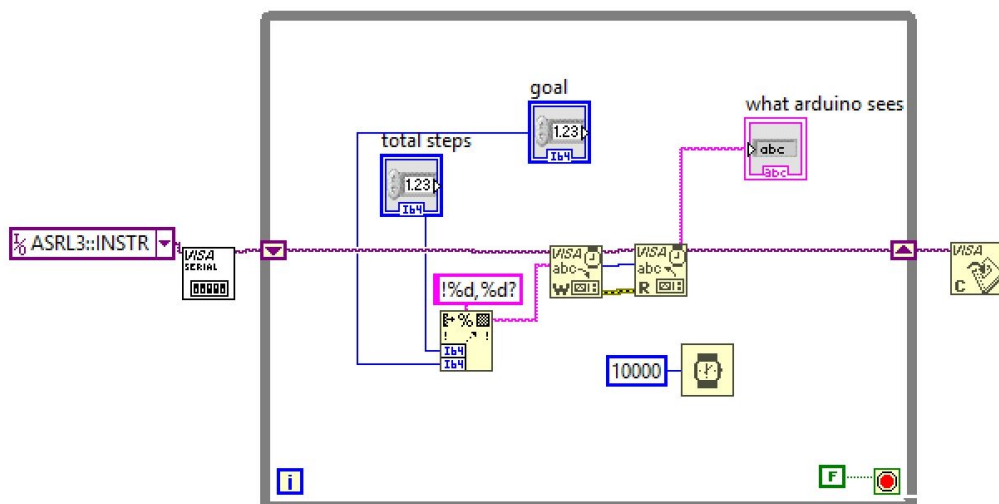 goal
1.23
I64
what arduino sees
abc
abc
total steps
1.23
I64
I/O ASRL3::INSTR
VISA
SERIAL
VISA
abc
W
VISA
abc
R
VISA
C
!%d,%d?
%
! !
I64
I64
10000
i
F